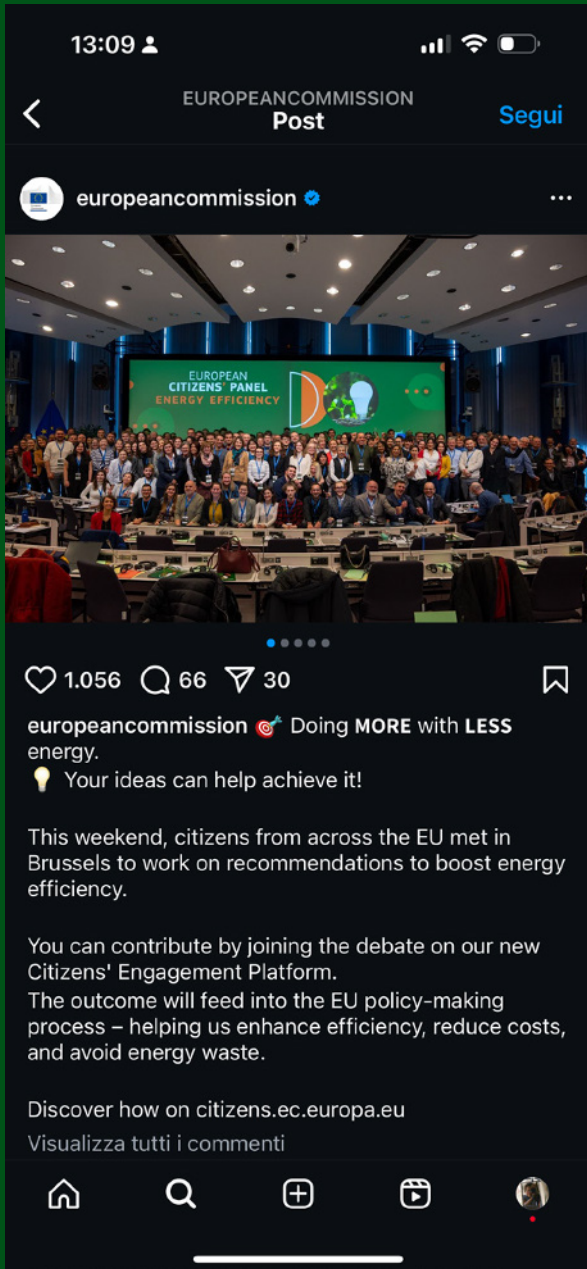 13:09
EUROPEANCOMMISSION
Post
Segui
europeancommission
EUROPEAN
CITIZENS' PANEL
ENERGY EFFICIENCY
1.056 66 30
europeancommission 🎯 Doing MORE with LESS
energy.
💡 Your ideas can help achieve it!
This weekend, citizens from across the EU met in
Brussels to work on recommendations to boost energy
efficiency.
You can contribute by joining the debate on our new
Citizens' Engagement Platform.
The outcome will feed into the EU policy-making
process – helping us enhance efficiency, reduce costs,
and avoid energy waste.
Discover how on citizens.ec.europa.eu
Visualizza tutti i commenti